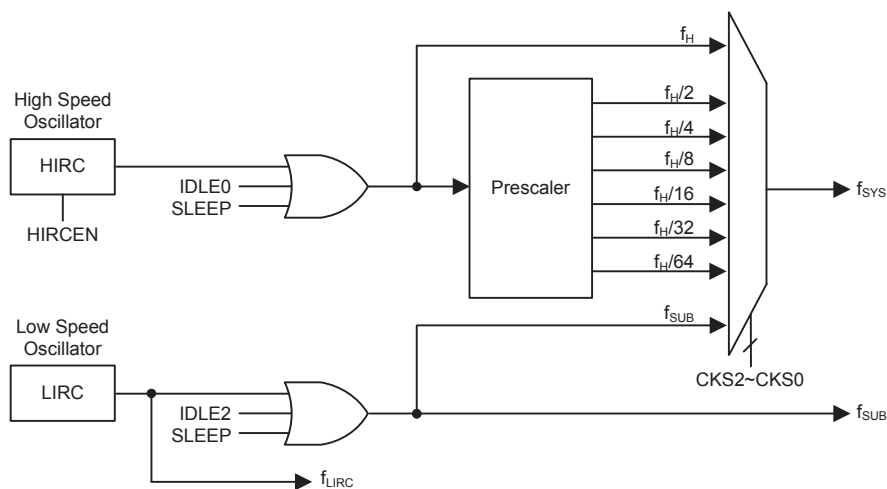 High Speed
Oscillator
HIRC
HIRCEN
IDLE0
SLEEP
Prescaler
fH
fH/2
fH/4
fH/8
fH/16
fH/32
fH/64
fSUB
CKS2~CKS0
fSYS
Low Speed
Oscillator
LIRC
IDLE2
SLEEP
fSUB
fLIRC